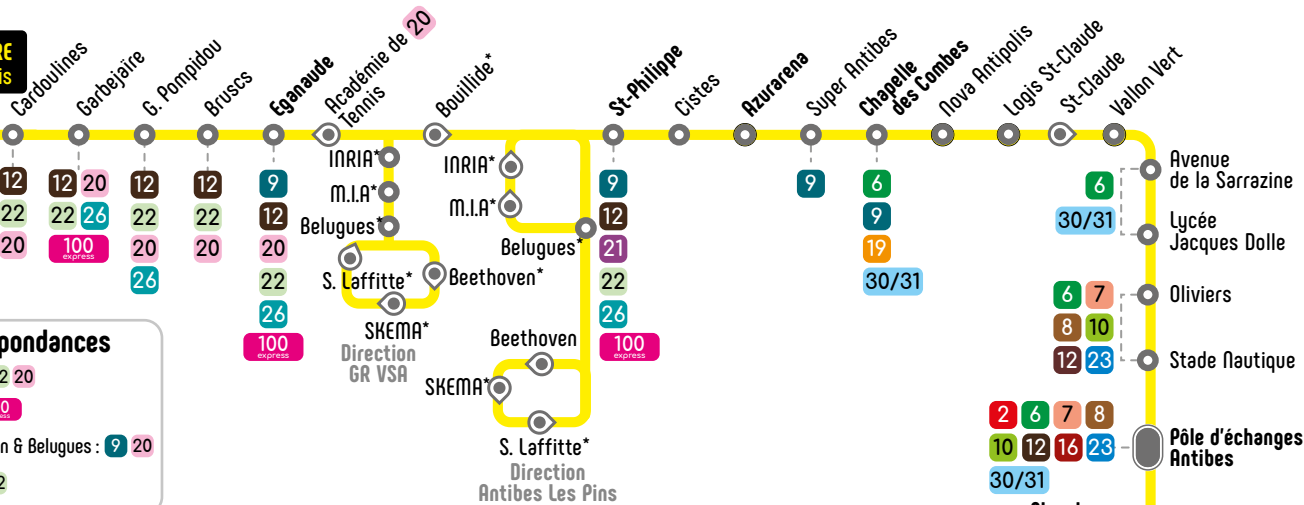 Cardoulines
Garbejaïre
G. Pompidou
Bruscs
Eganaude
Académie de
Tennis
20
Bouillide*
St-Philippe
Cistes
Azurarena
Super Antibes
Chapelle
des Combes
Nova Antipolis
Logis St-Claude
St-Claude
Vallon Vert
12
22
20
12 20
22 26
100
express
12
22
20
26
12
22
20
9
12
20
22
26
100
express
INRIA*
M.I.A*
Belugues*
S. Laffitte*
Beethoven*
SKEMA*
Direction
GR VSA
INRIA*
M.I.A*
Belugues*
Beethoven
SKEMA*
S. Laffitte*
Direction
Antibes Les Pins
9
12
21
22
26
100
express
9
6
9
19
30/31
Avenue
de la Sarrazine
6
30/31
Lycée
Jacques Dolle
Oliviers
6 7
8 10
12 23
Stade Nautique
2 6 7 8
10 12 16 23
30/31
Pôle d'échanges
Antibes
pondances
2 20
n & Belugues : 9 20
2